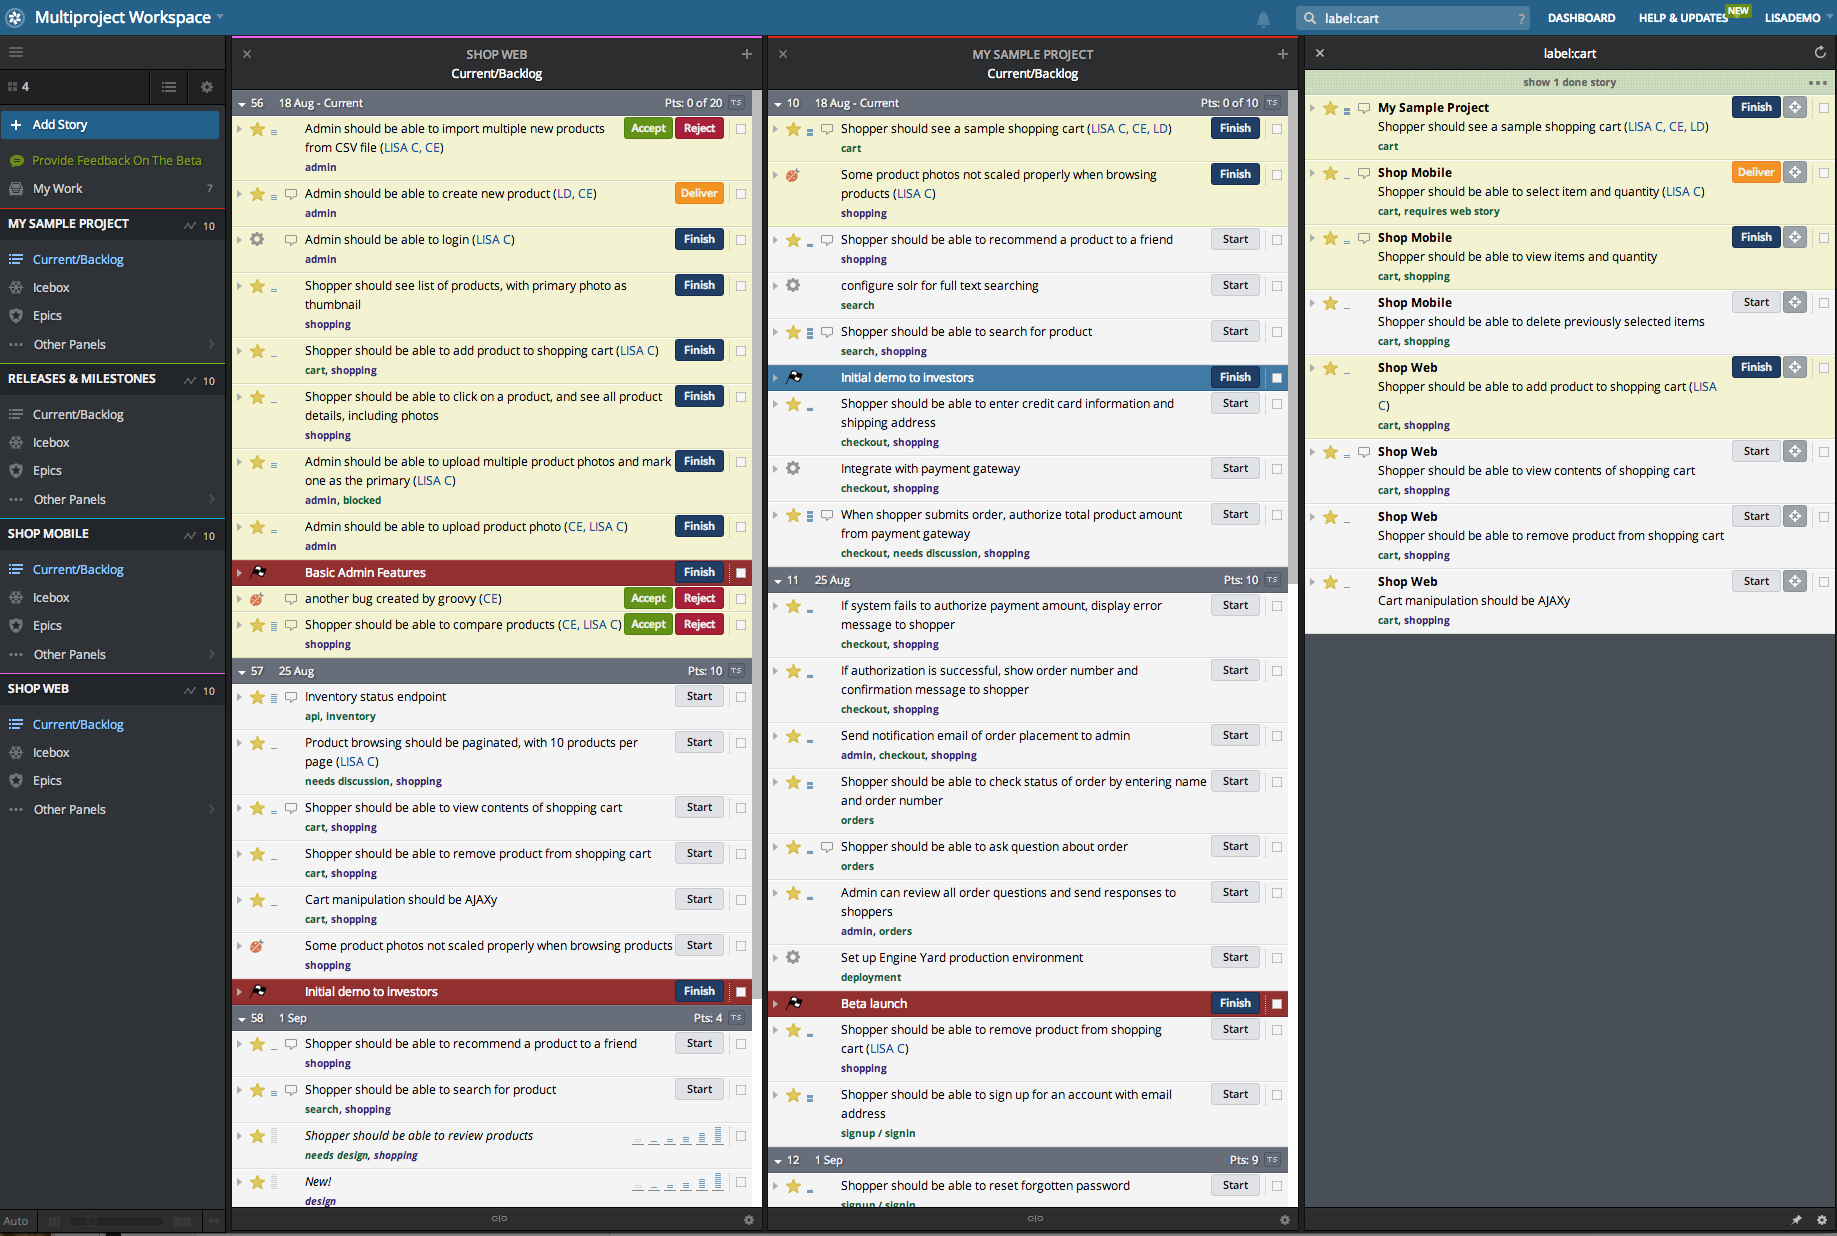 Multiproject Workspace
label:cart
?
DASHBOARD
HELP & UPDATES
NEW
LISADEMO
4
Add Story
Provide Feedback On The Beta
My Work
7
MY SAMPLE PROJECT
10
Current/Backlog
Icebox
Epics
Other Panels
RELEASES & MILESTONES
10
Current/Backlog
Icebox
Epics
Other Panels
SHOP MOBILE
10
Current/Backlog
Icebox
Epics
Other Panels
SHOP WEB
10
Current/Backlog
Icebox
Epics
Other Panels
Auto
SHOP WEB
Current/Backlog
56 18 Aug - Current Pts: 0 of 20 TS
Admin should be able to import multiple new products Accept Reject
from CSV file (LISA C, CE)
admin
Admin should be able to create new product (LD, CE) Deliver
admin
Admin should be able to login (LISA C) Finish
admin
Shopper should see list of products, with primary photo as Finish
thumbnail
shopping
Shopper should be able to add product to shopping cart (LISA C) Finish
cart, shopping
Shopper should be able to click on a product, and see all product Finish
details, including photos
shopping
Admin should be able to upload multiple product photos and mark Finish
one as the primary (LISA C)
admin, blocked
Admin should be able to upload product photo (CE, LISA C) Finish
admin
Basic Admin Features Finish
another bug created by groovy (CE) Accept Reject
Shopper should be able to compare products (CE, LISA C) Accept Reject
shopping
57 25 Aug Pts: 10 TS
Inventory status endpoint Start
api, inventory
Product browsing should be paginated, with 10 products per Start
page (LISA C)
needs discussion, shopping
Shopper should be able to view contents of shopping cart Start
cart, shopping
Shopper should be able to remove product from shopping cart Start
cart, shopping
Cart manipulation should be AJAXy Start
cart, shopping
Some product photos not scaled properly when browsing products Start
shopping
Initial demo to investors Finish
58 1 Sep Pts: 4 TS
Shopper should be able to recommend a product to a friend Start
shopping
Shopper should be able to search for product Start
search, shopping
Shopper should be able to review products
needs design, shopping
New!
design
MY SAMPLE PROJECT
Current/Backlog
10 18 Aug - Current Pts: 0 of 10 TS
Shopper should see a sample shopping cart (LISA C, CE, LD) Finish
cart
Some product photos not scaled properly when browsing Finish
products (LISA C)
shopping
Shopper should be able to recommend a product to a friend Start
shopping
configure solr for full text searching Start
search
Shopper should be able to search for product Start
search, shopping
Initial demo to investors Finish
Shopper should be able to enter credit card information and Start
shipping address
checkout, shopping
Integrate with payment gateway Start
checkout, shopping
When shopper submits order, authorize total product amount Start
from payment gateway
checkout, needs discussion, shopping
11 25 Aug Pts: 10 TS
If system fails to authorize payment amount, display error Start
message to shopper
checkout, shopping
If authorization is successful, show order number and Start
confirmation message to shopper
checkout, shopping
Send notification email of order placement to admin Start
admin, checkout, shopping
Shopper should be able to check status of order by entering name Start
and order number
orders
Shopper should be able to ask question about order Start
orders
Admin can review all order questions and send responses to Start
shoppers
admin, orders
Set up Engine Yard production environment Start
deployment
Beta launch Finish
Shopper should be able to remove product from shopping Start
cart (LISA C)
shopping
Shopper should be able to sign up for an account with email Start
address
signup / signin
12 1 Sep Pts: 9 TS
Shopper should be able to reset forgotten password Start
signup / signin
label:cart
show 1 done story
My Sample Project Finish
Shopper should see a sample shopping cart (LISA C, CE, LD)
cart
Shop Mobile Deliver
Shopper should be able to select item and quantity (LISA C)
cart, requires web story
Shop Mobile Finish
Shopper should be able to view items and quantity
cart, shopping
Shop Mobile Start
Shopper should be able to delete previously selected items
cart, shopping
Shop Web Finish
Shopper should be able to add product to shopping cart (LISA
C)
cart, shopping
Shop Web Start
Shopper should be able to view contents of shopping cart
cart, shopping
Shop Web Start
Shopper should be able to remove product from shopping cart
cart, shopping
Shop Web Start
Cart manipulation should be AJAXy
cart, shopping